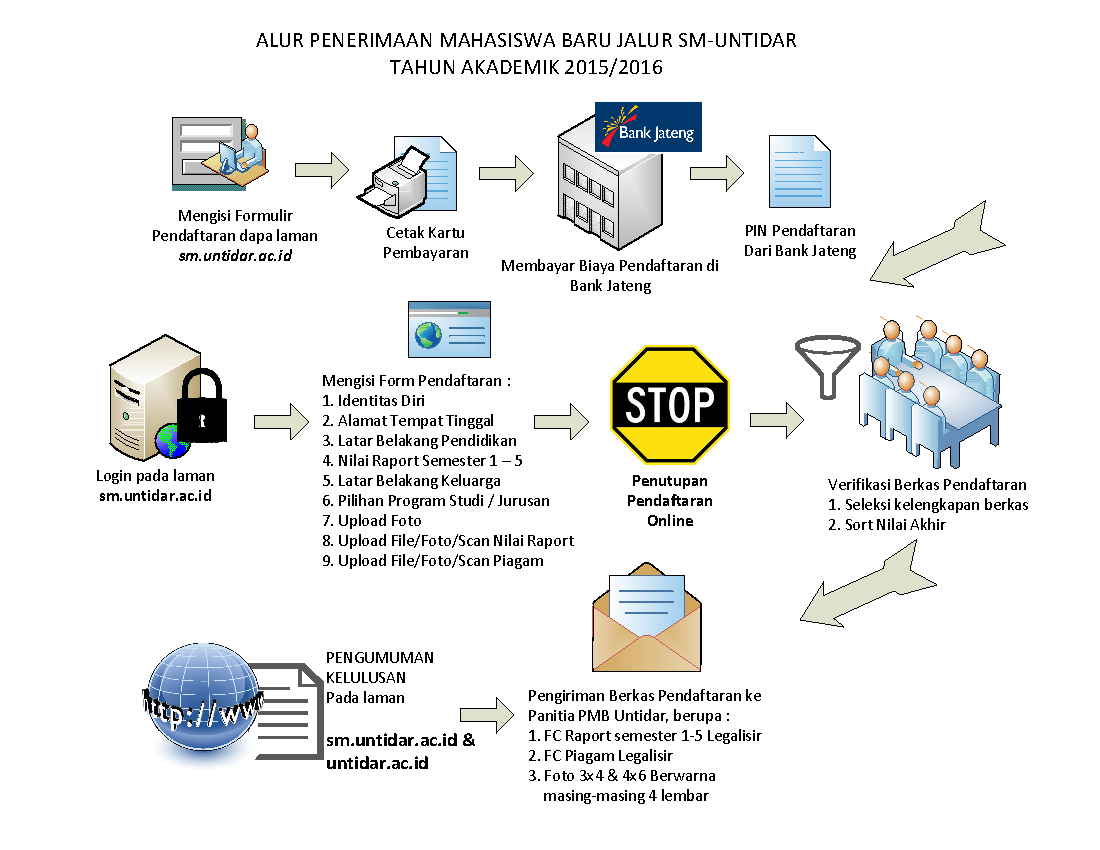 ALUR PENERIMAAN MAHASISWA BARU JALUR SM-UNTIDAR
TAHUN AKADEMIK 2015/2016
Bank Jateng
Mengisi Formulir
Pendaftaran dapa laman
sm.untidar.ac.id
Cetak Kartu
Pembayaran
Membayar Biaya Pendaftaran di
Bank Jateng
PIN Pendaftaran
Dari Bank Jateng
Login pada laman
sm.untidar.ac.id
Mengisi Form Pendaftaran :
1. Identitas Diri
2. Alamat Tempat Tinggal
3. Latar Belakang Pendidikan
4. Nilai Raport Semester 1 – 5
5. Latar Belakang Keluarga
6. Pilihan Program Studi / Jurusan
7. Upload Foto
8. Upload File/Foto/Scan Nilai Raport
9. Upload File/Foto/Scan Piagam
STOP
Penutupan
Pendaftaran
Online
Verifikasi Berkas Pendaftaran
1. Seleksi kelengkapan berkas
2. Sort Nilai Akhir
http://www
PENGUMUMAN
KELULUSAN
Pada laman
sm.untidar.ac.id &
untidar.ac.id
Pengiriman Berkas Pendaftaran ke
Panitia PMB Untidar, berupa :
1. FC Raport semester 1-5 Legalisir
2. FC Piagam Legalisir
3. Foto 3x4 & 4x6 Berwarna
masing-masing 4 lembar